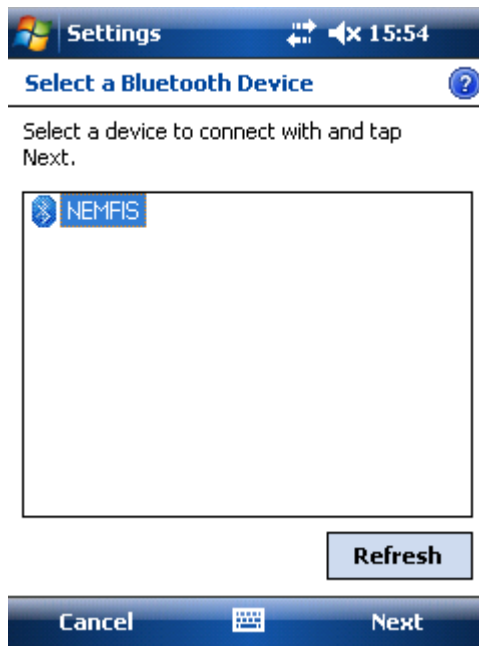 Settings 15:54
Select a Bluetooth Device ?
Select a device to connect with and tap
Next.
NEMFIS
Refresh
Cancel Next